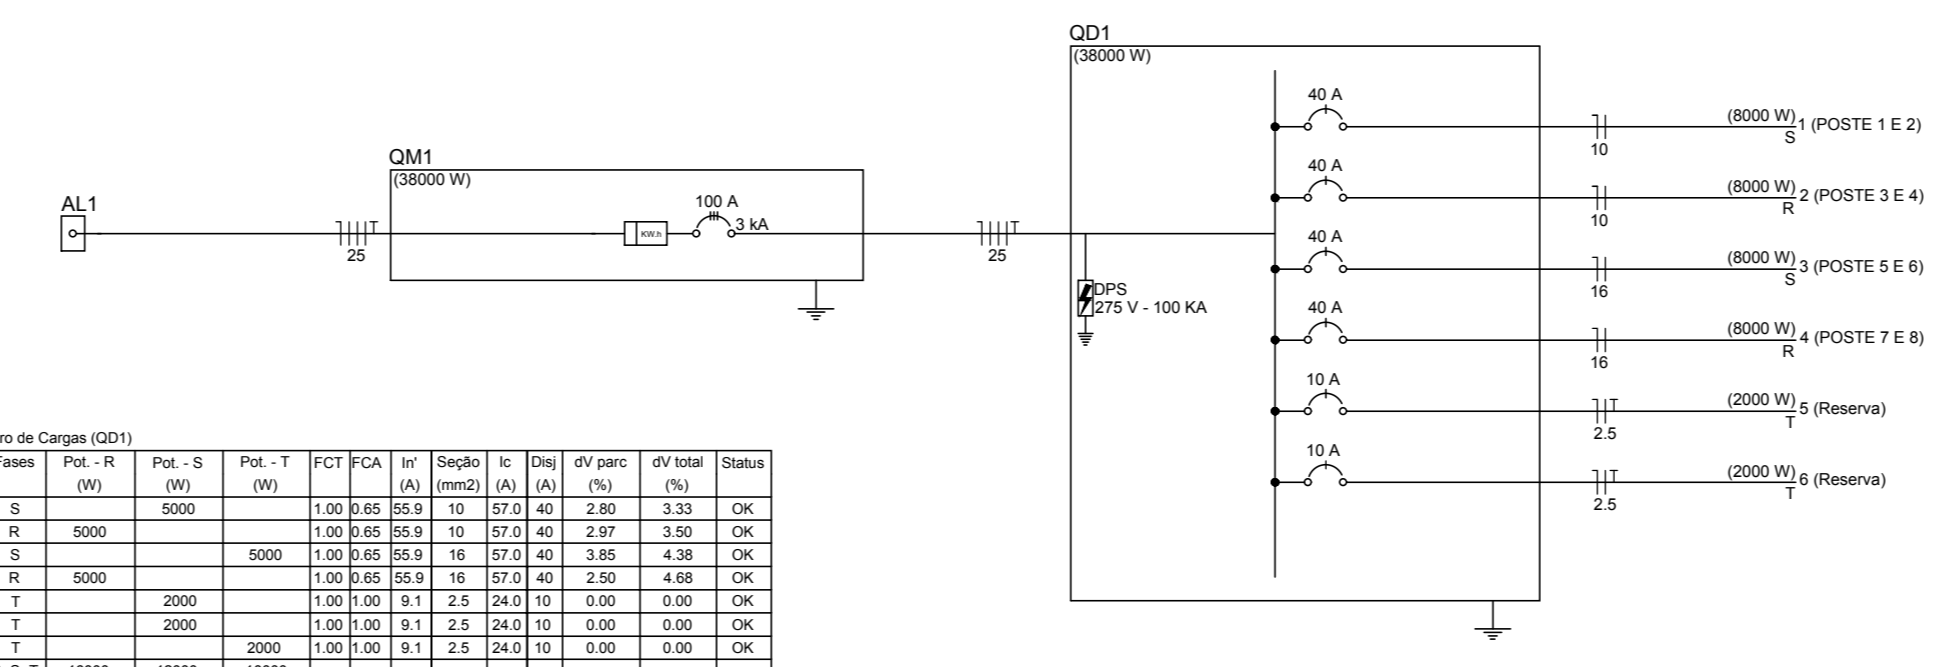 QD1
(38000 W)
40 A
(8000 W) 1 (POSTE 1 E 2)
S
10
QM1
(38000 W)
40 A
(8000 W) 2 (POSTE 3 E 4)
R
10
AL1
T
25
KW.h
100 A
3 kA
T
25
40 A
(8000 W) 3 (POSTE 5 E 6)
S
16
DPS
275 V - 100 KA
40 A
(8000 W) 4 (POSTE 7 E 8)
R
16
10 A
T
(2000 W) 5 (Reserva)
T
2.5
10 A
T
(2000 W) 6 (Reserva)
T
2.5
ro de Cargas (QD1)
ases Pot. - R Pot. - S Pot. - T FCT FCA In' Seção Ic Disj dV parc dV total Status
(W) (W) (W) (A) (mm2) (A) (A) (%) (%)
S 5000 1.00 0.65 55.9 10 57.0 40 2.80 3.33 OK
R 5000 1.00 0.65 55.9 10 57.0 40 2.97 3.50 OK
S 5000 1.00 0.65 55.9 16 57.0 40 3.85 4.38 OK
R 5000 1.00 0.65 55.9 16 57.0 40 2.50 4.68 OK
T 2000 1.00 1.00 9.1 2.5 24.0 10 0.00 0.00 OK
T 2000 1.00 1.00 9.1 2.5 24.0 10 0.00 0.00 OK
T 2000 1.00 1.00 9.1 2.5 24.0 10 0.00 0.00 OK